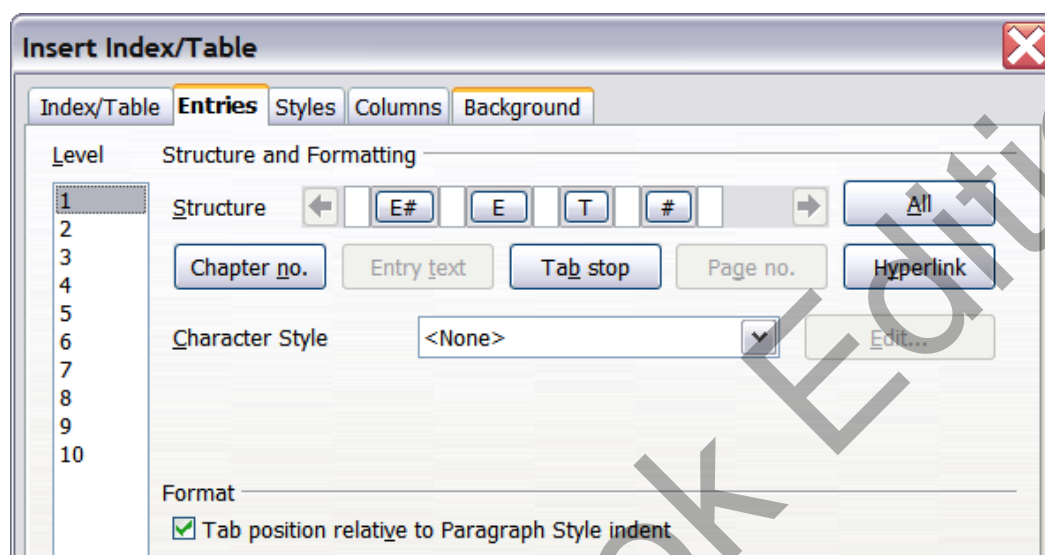 Insert Index/Table
Index/Table Entries Styles Columns Background
Level Structure and Formatting
1
2
3
4
5
6
7
8
9
10
Structure E# E T # All
Chapter no. Entry text Tab stop Page no. Hyperlink
Character Style <None> Edit...
Format
Tab position relative to Paragraph Style indent